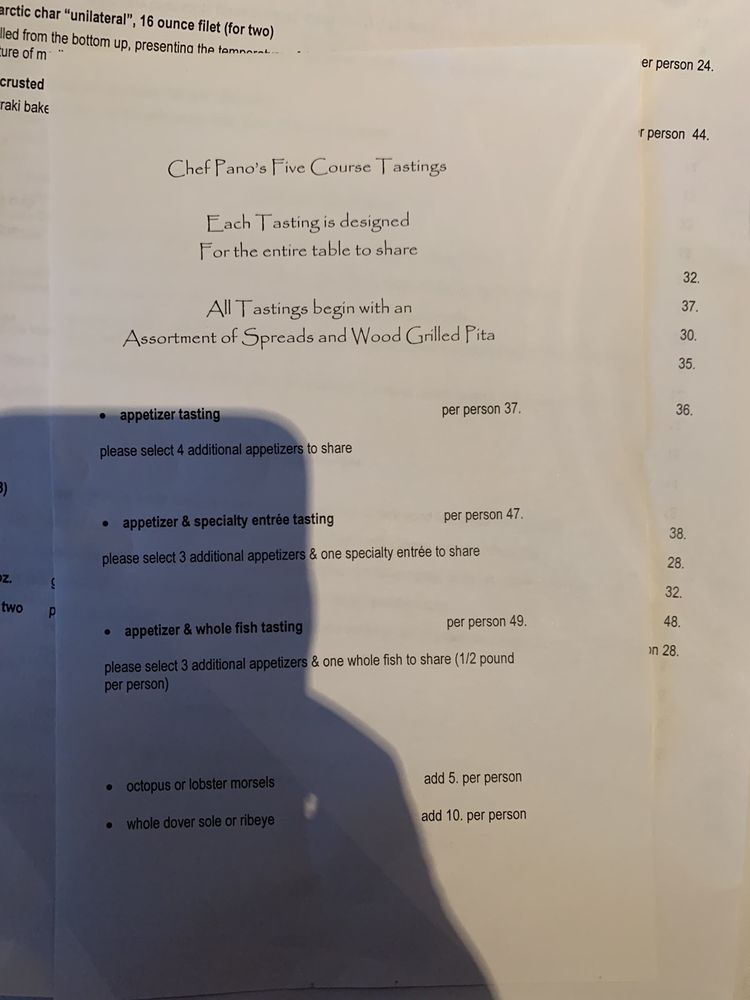 arctic char “unilateral”, 16 ounce filet (for two)
lled from the bottom up, presenting the
ture of
er person 24.
crusted
raki bake
r person 44.
Chef Pano's Five Course Tastings
Each Tasting is designed
For the entire table to share
All Tastings begin with an
Assortment of Spreads and Wood Grilled Pita
32.
37.
30.
35.
• appetizer tasting per person 37.
36.
please select 4 additional appetizers to share
3)
• appetizer & specialty entrée tasting per person 47.
38.
please select 3 additional appetizers & one specialty entrée to share
28.
oz. g
32.
two p
• appetizer & whole fish tasting per person 49.
48.
please select 3 additional appetizers & one whole fish to share (1/2 pound
per person)
on 28.
• octopus or lobster morsels add 5. per person
• whole dover sole or ribeye add 10. per person